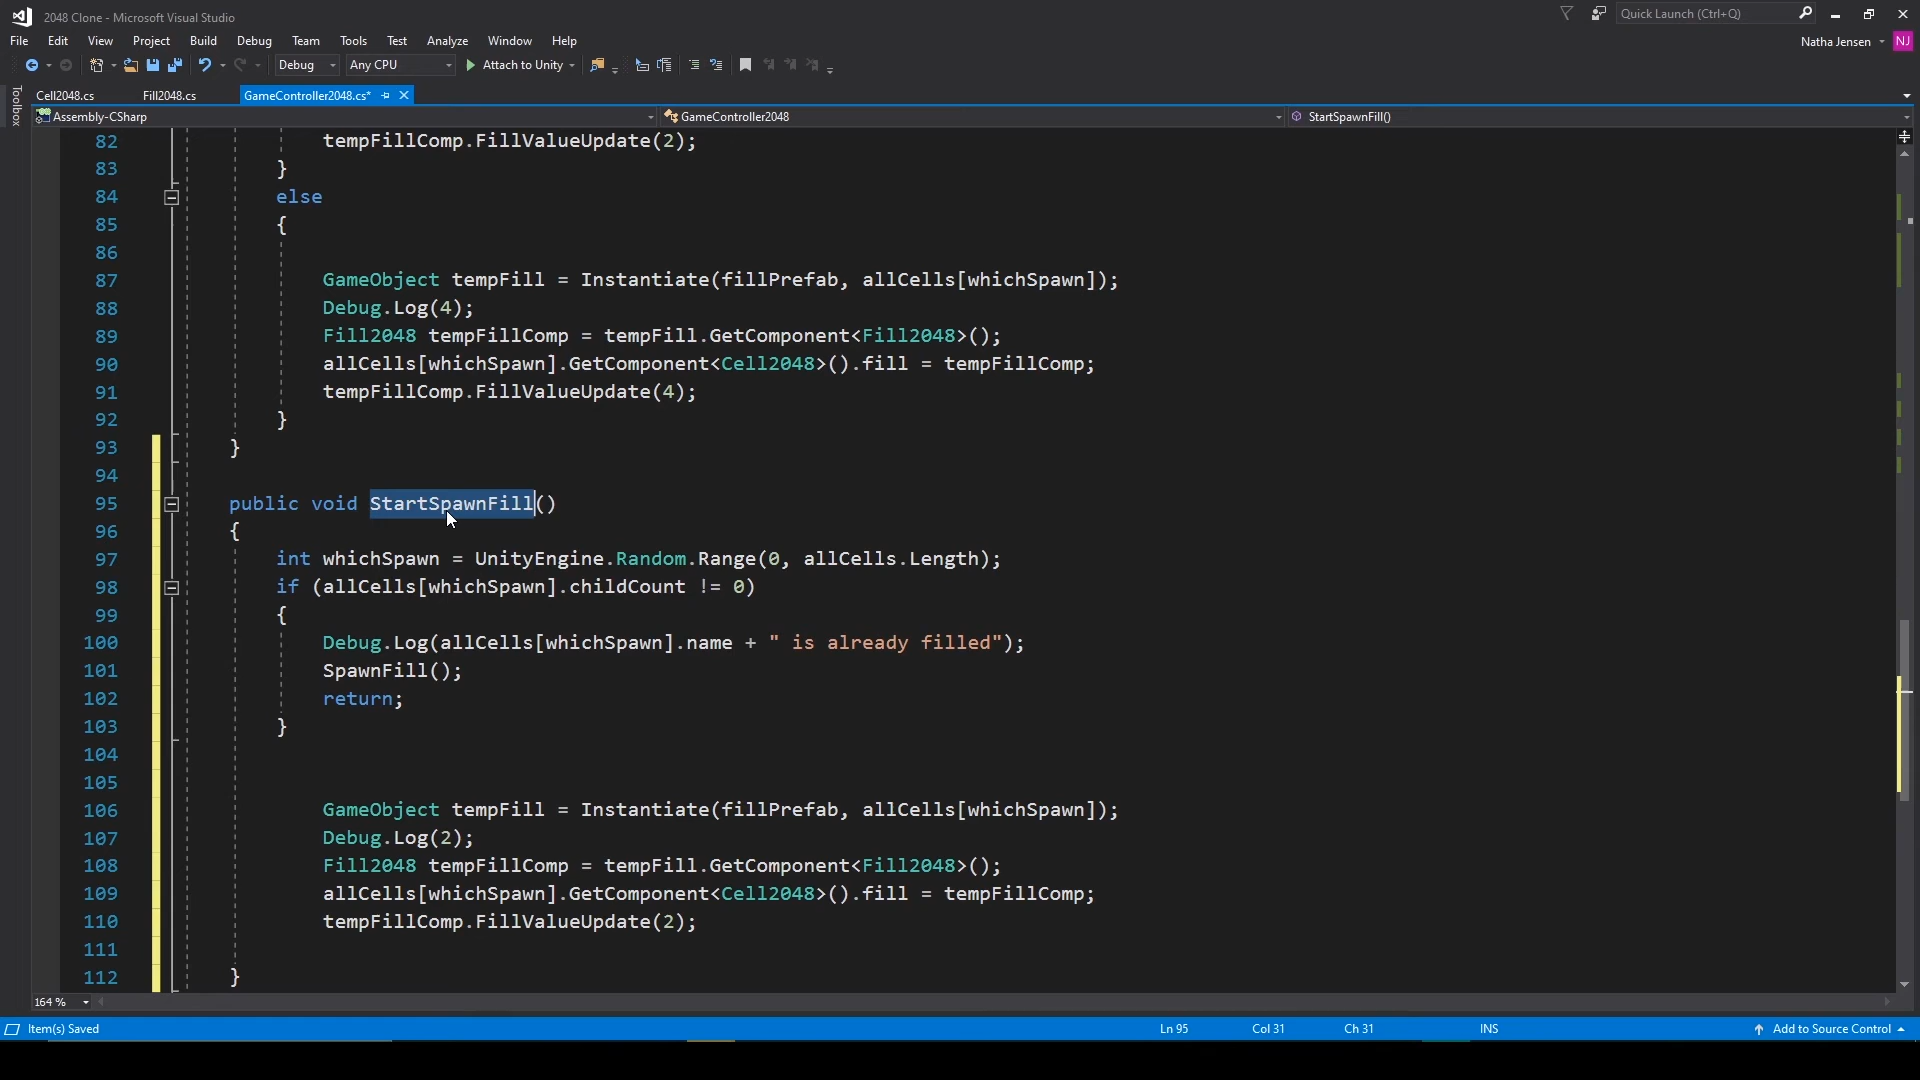 2048 Clone - Microsoft Visual Studio
Quick Launch (Ctrl+Q)
File Edit View Project Build Debug Team Tools Test Analyze Window Help
Natha Jensen NJ
Debug Any CPU Attach to Unity
Toolbox
Cell2048.cs Fill2048.cs GameController2048.cs*
Assembly-CSharp GameController2048 StartSpawnFill()
82 tempFillComp.FillValueUpdate(2);
83 }
84 else
85 {
86
87 GameObject tempFill = Instantiate(fillPrefab, allCells[whichSpawn]);
88 Debug.Log(4);
89 Fill2048 tempFillComp = tempFill.GetComponent<Fill2048>();
90 allCells[whichSpawn].GetComponent<Cell2048>().fill = tempFillComp;
91 tempFillComp.FillValueUpdate(4);
92 }
93 }
94
95 public void StartSpawnFill()
96 {
97 int whichSpawn = UnityEngine.Random.Range(0, allCells.Length);
98 if (allCells[whichSpawn].childCount != 0)
99 {
100 Debug.Log(allCells[whichSpawn].name + " is already filled");
101 SpawnFill();
102 return;
103 }
104
105
106 GameObject tempFill = Instantiate(fillPrefab, allCells[whichSpawn]);
107 Debug.Log(2);
108 Fill2048 tempFillComp = tempFill.GetComponent<Fill2048>();
109 allCells[whichSpawn].GetComponent<Cell2048>().fill = tempFillComp;
110 tempFillComp.FillValueUpdate(2);
111
112 }
164 %
Item(s) Saved Ln 95 Col 31 Ch 31 INS Add to Source Control